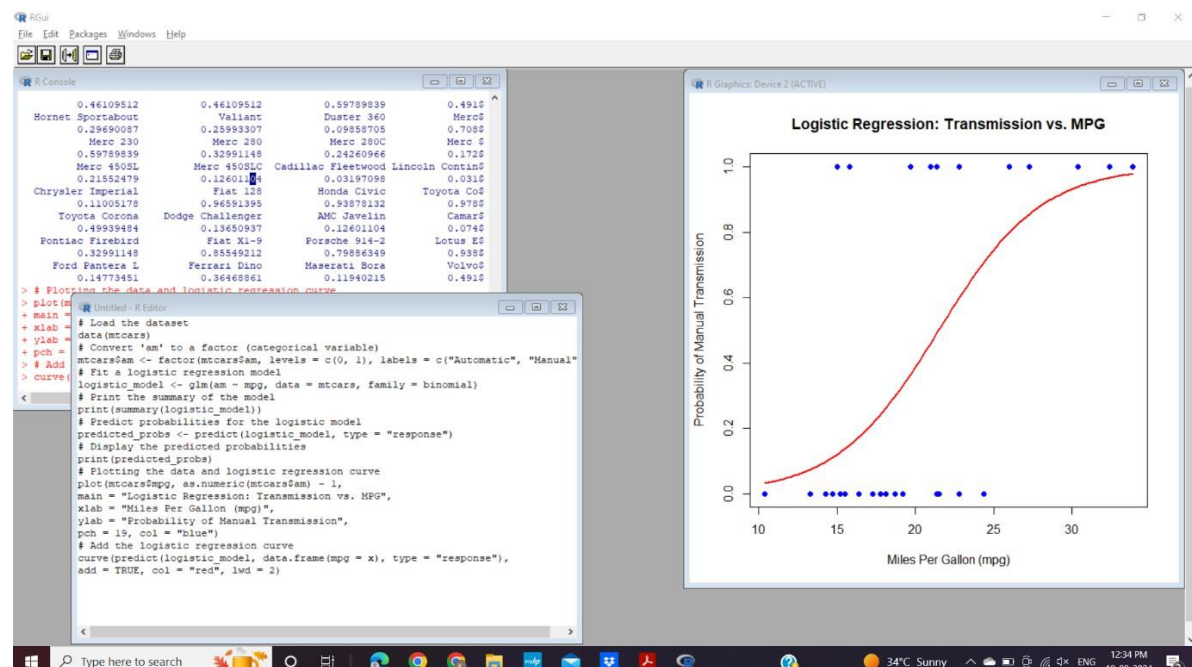 RGui
File Edit Packages Windows Help
R Console
0.46109512 0.46109512 0.59789839 0.491$
Hornet Sportabout Valiant Duster 360 Merc$
0.29690087 0.25993307 0.09858705 0.708$
Merc 230 Merc 280 Merc 280C Merc $
0.59789839 0.32991148 0.24260966 0.172$
Merc 450SL Merc 450SLC Cadillac Fleetwood Lincoln Contin$
0.21552479 0.12601104 0.03197098 0.031$
Chrysler Imperial Fiat 128 Honda Civic Toyota Co$
0.11005178 0.96591395 0.93878132 0.978$
Toyota Corona Dodge Challenger AMC Javelin Camar$
0.49939484 0.13650937 0.12601104 0.074$
Pontiac Firebird Fiat X1-9 Porsche 914-2 Lotus E$
0.32991148 0.85549212 0.79886349 0.938$
Ford Pantera L Ferrari Dino Maserati Bora Volvo$
0.14773451 0.36468861 0.11940215 0.491$
> # Plotting the data and logistic regression curve
> plot(m
+ main =
+ xlab =
+ ylab =
+ pch =
> # Add
> curve(
Untitled - R Editor
# Load the dataset
data(mtcars)
# Convert 'am' to a factor (categorical variable)
mtcars$am <- factor(mtcars$am, levels = c(0, 1), labels = c("Automatic", "Manual"
# Fit a logistic regression model
logistic_model <- glm(am ~ mpg, data = mtcars, family = binomial)
# Print the summary of the model
print(summary(logistic_model))
# Predict probabilities for the logistic model
predicted_probs <- predict(logistic_model, type = "response")
# Display the predicted probabilities
print(predicted_probs)
# Plotting the data and logistic regression curve
plot(mtcars$mpg, as.numeric(mtcars$am) - 1,
main = "Logistic Regression: Transmission vs. MPG",
xlab = "Miles Per Gallon (mpg)",
ylab = "Probability of Manual Transmission",
pch = 19, col = "blue")
# Add the logistic regression curve
curve(predict(logistic_model, data.frame(mpg = x), type = "response"),
add = TRUE, col = "red", lwd = 2)
R Graphics: Device 2 (ACTIVE)
Logistic Regression: Transmission vs. MPG
Probability of Manual Transmission
1.0
0.8
0.6
0.4
0.2
0.0
10 15 20 25 30
Miles Per Gallon (mpg)
Type here to search
34°C Sunny
ENG
12:34 PM